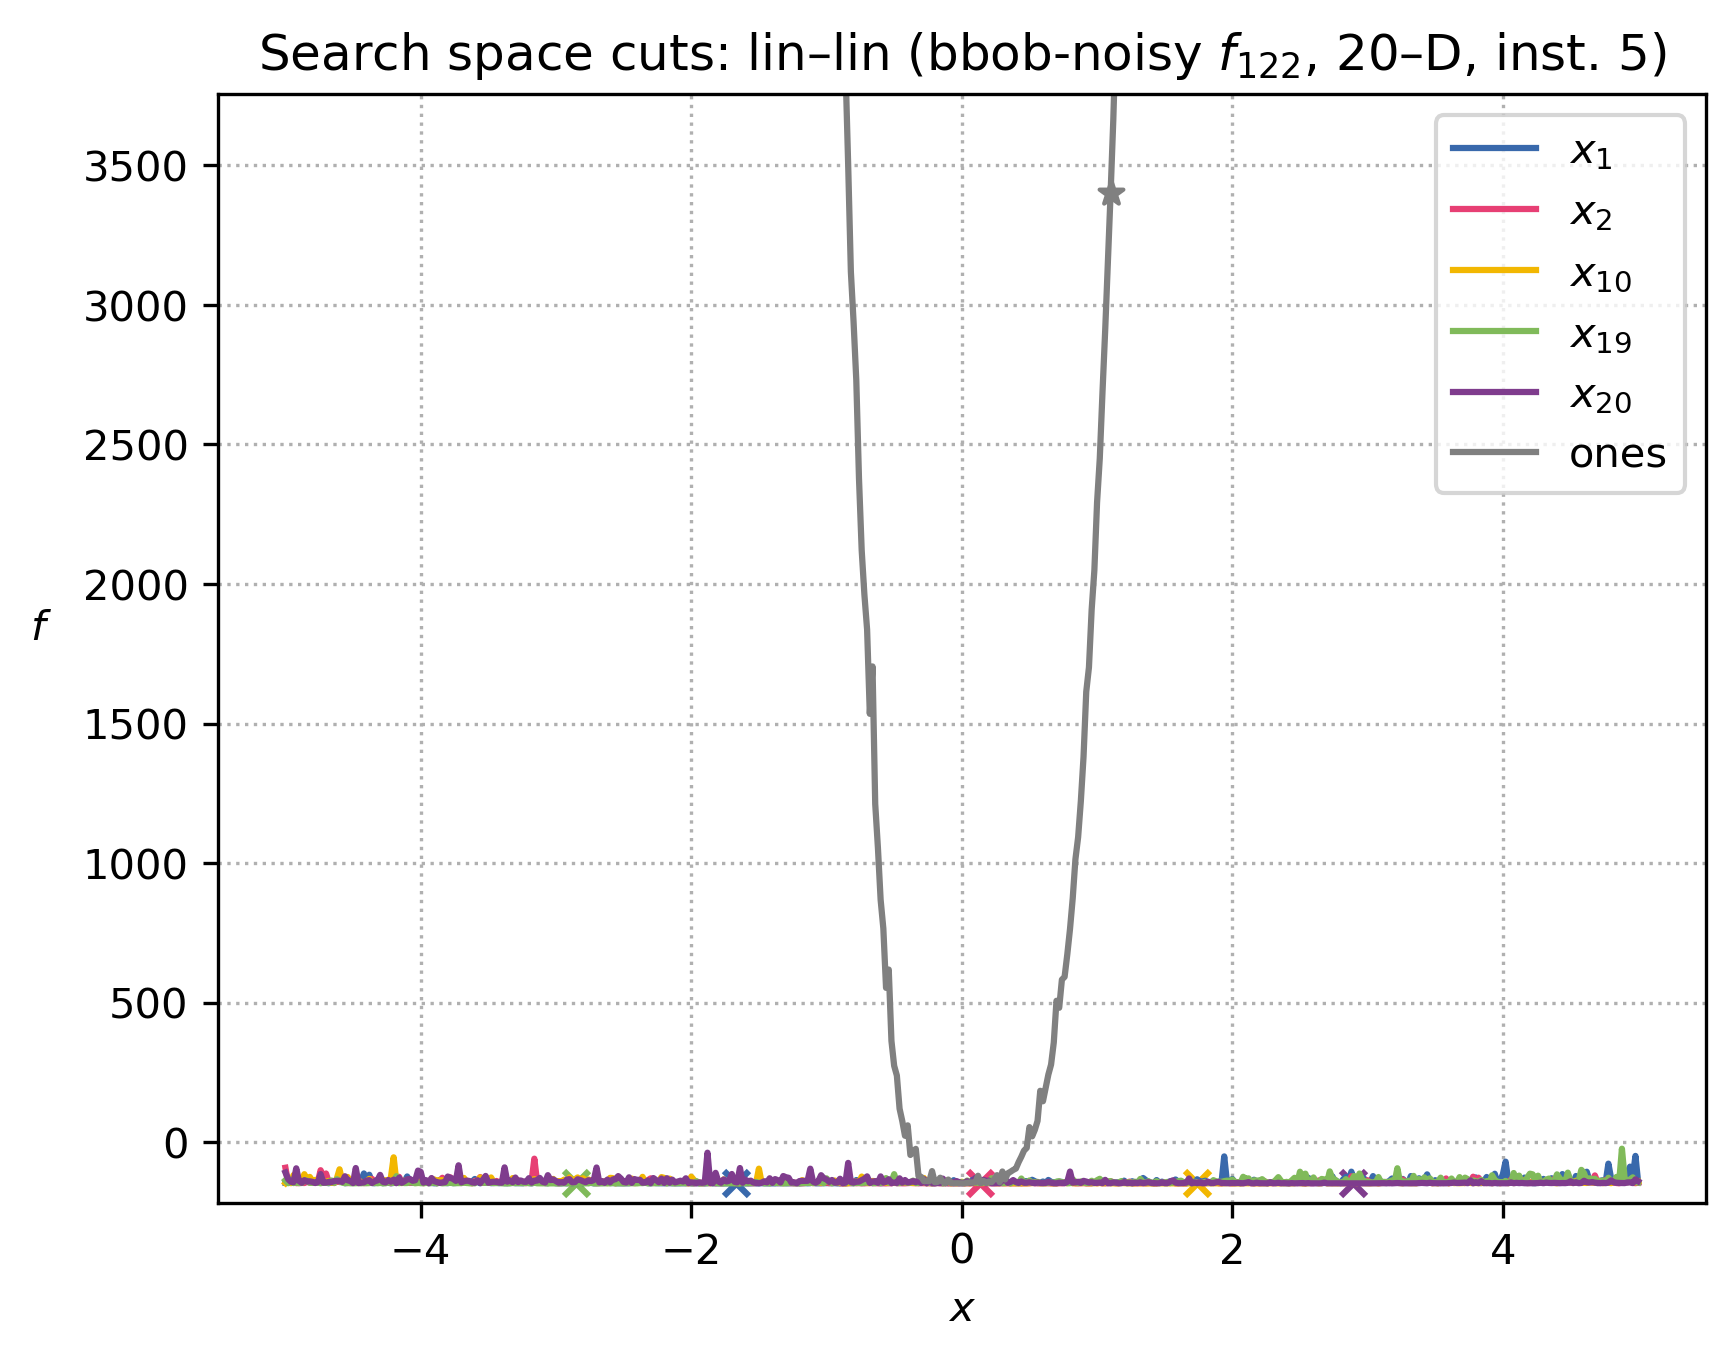 Search space cuts: lin–lin (bbob-noisy f₁₂₂, 20–D, inst. 5)
3500
3000
2500
2000
1500
1000
500
0
f
−4 −2 0 2 4
x
x₁
x₂
x₁₀
x₁₉
x₂₀
ones